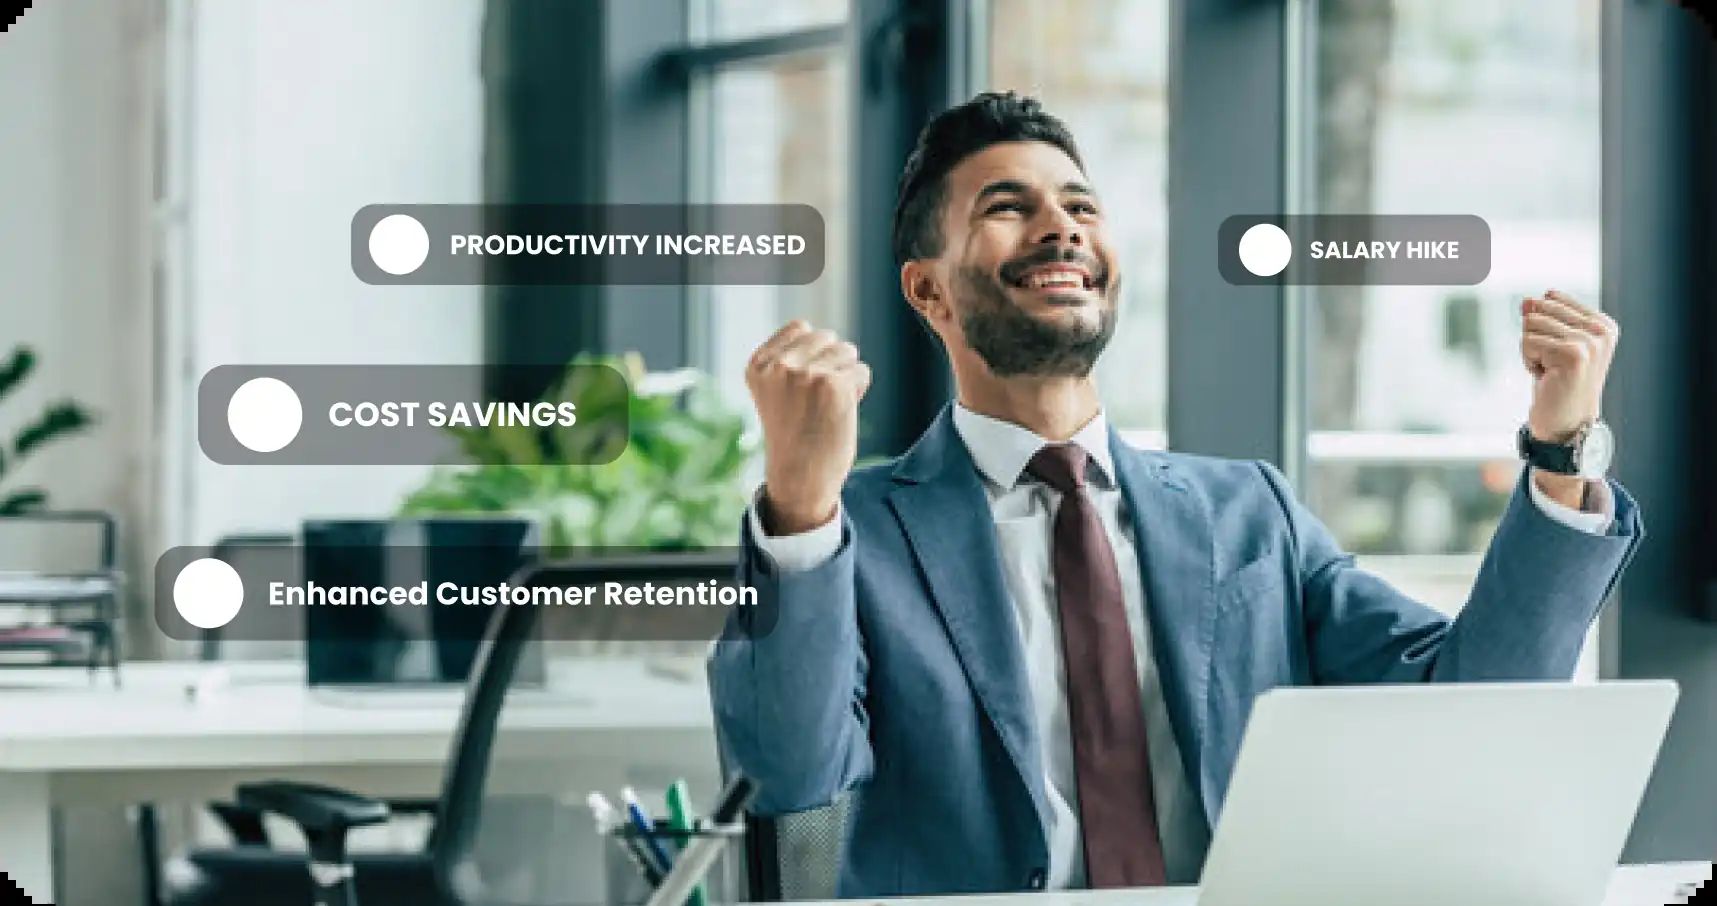 PRODUCTIVITY INCREASED
SALARY HIKE
COST SAVINGS
Enhanced Customer Retention